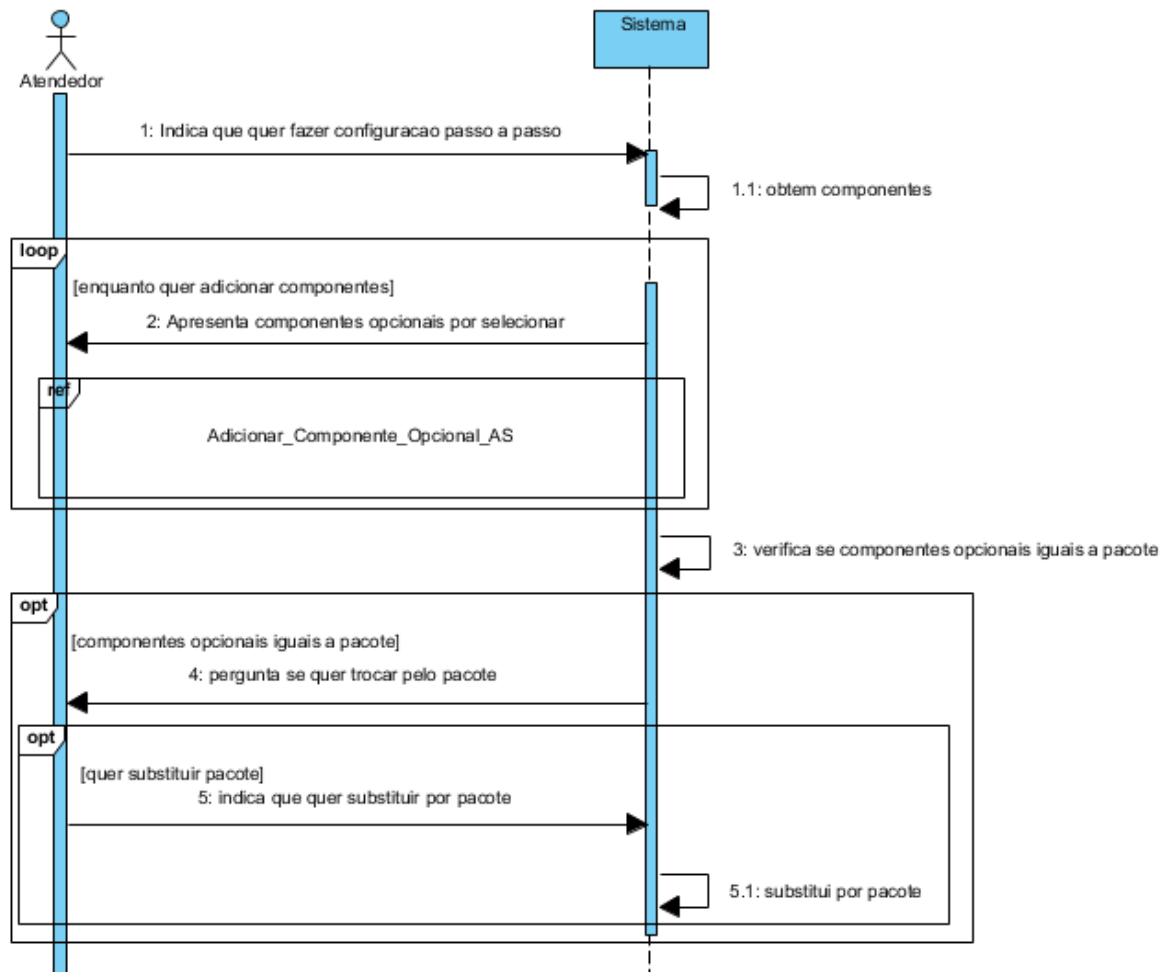 Sistema
Atendedor
1: Indica que quer fazer configuracao passo a passo
1.1: obtem componentes
loop
[enquanto quer adicionar componentes]
2: Apresenta componentes opcionais por selecionar
ref
Adicionar_Componente_Opcional_AS
3: verifica se componentes opcionais iguais a pacote
opt
[componentes opcionais iguais a pacote]
4: pergunta se quer trocar pelo pacote
opt
[quer substituir pacote]
5: indica que quer substituir por pacote
5.1: substitui por pacote